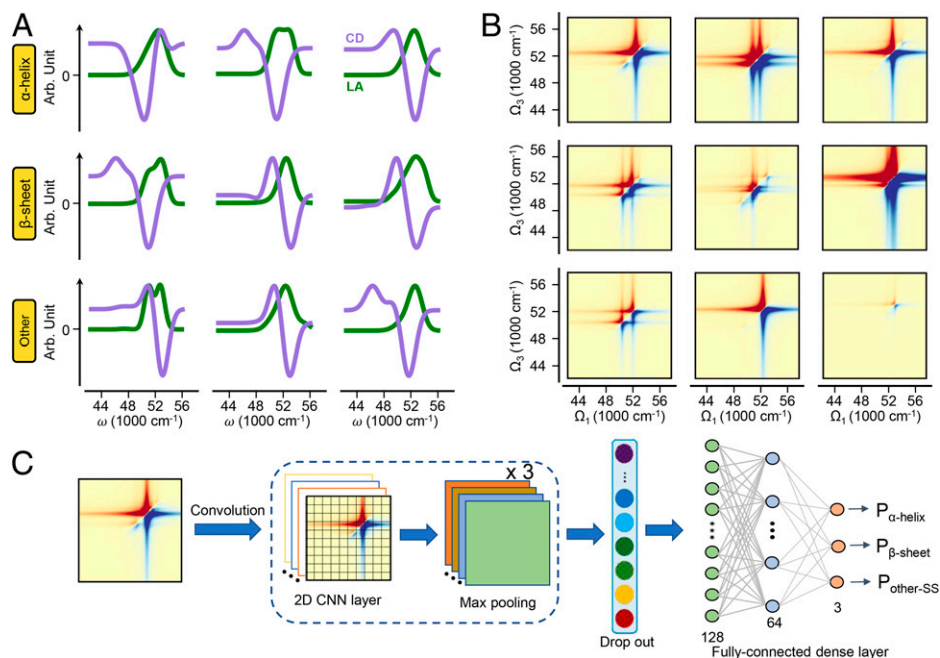 A
α-helix
Arb. Unit
0
CD
LA
β-sheet
Arb. Unit
0
Other
Arb. Unit
0
44 48 52 56
ω (1000 cm⁻¹)
44 48 52 56
ω (1000 cm⁻¹)
44 48 52 56
ω (1000 cm⁻¹)
B
Ω₃ (1000 cm⁻¹)
56
52
48
44
Ω₃ (1000 cm⁻¹)
56
52
48
44
Ω₃ (1000 cm⁻¹)
56
52
48
44
44 48 52 56
Ω₁ (1000 cm⁻¹)
44 48 52 56
Ω₁ (1000 cm⁻¹)
44 48 52 56
Ω₁ (1000 cm⁻¹)
C
Convolution
2D CNN layer
x 3
Max pooling
Drop out
128
64
3
Pα-helix
Pβ-sheet
Pother-SS
Fully-connected dense layer